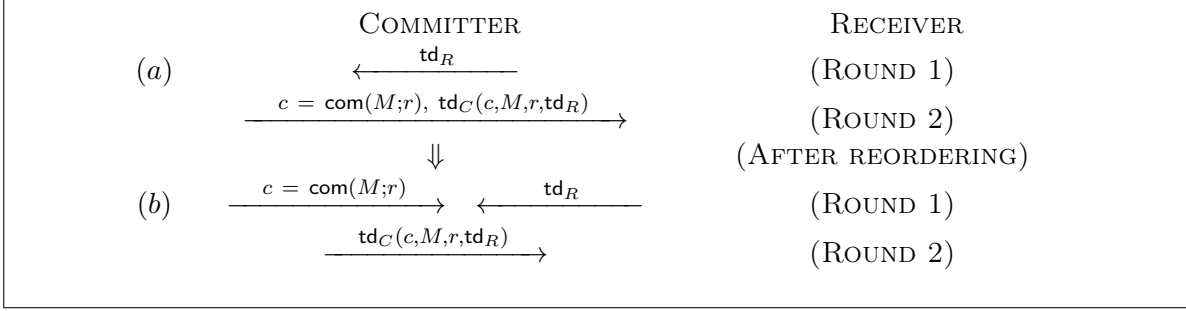 COMMITTER RECEIVER
(a) td_R (ROUND 1)
c = com(M;r), td_C(c,M,r,td_R) (ROUND 2)
⇓ (AFTER REORDERING)
(b) c = com(M;r) td_R (ROUND 1)
td_C(c,M,r,td_R) (ROUND 2)